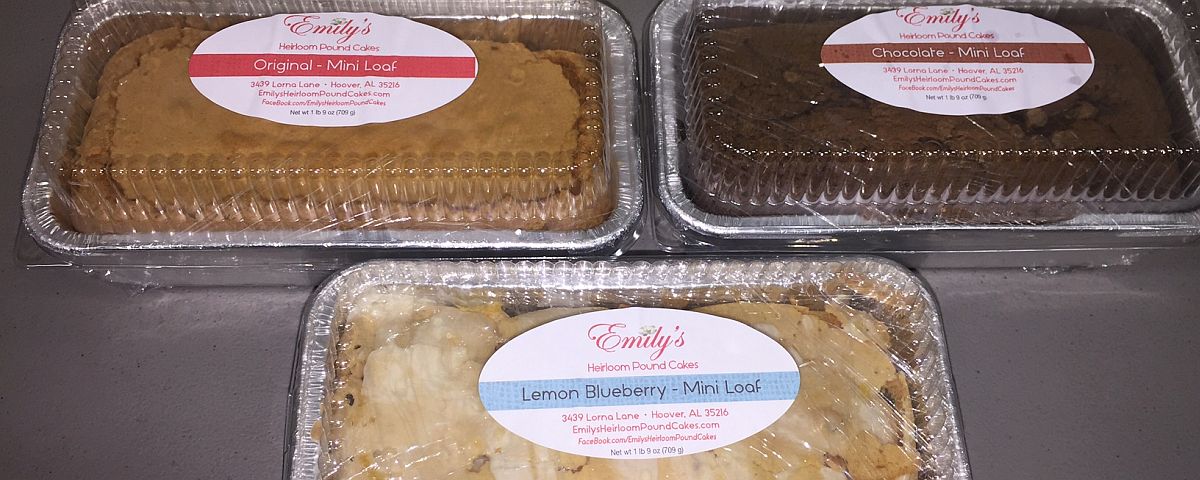 Emily's
Heirloom Pound Cakes
Original - Mini Loaf
3439 Lorna Lane • Hoover, AL 35216
EmilysHeirloomPoundCakes.com
FaceBook.com/EmilysHeirloomPoundCakes
Net wt 1 lb 9 oz (709 g)
Emily's
Heirloom Pound Cakes
Chocolate - Mini Loaf
3439 Lorna Lane • Hoover, AL 35216
EmilysHeirloomPoundCakes.com
FaceBook.com/EmilysHeirloomPoundCakes
Net wt 1 lb 9 oz (709 g)
Emily's
Heirloom Pound Cakes
Lemon Blueberry - Mini Loaf
3439 Lorna Lane • Hoover, AL 35216
EmilysHeirloomPoundCakes.com
FaceBook.com/EmilysHeirloomPoundCakes
Net wt 1 lb 9 oz (709 g)